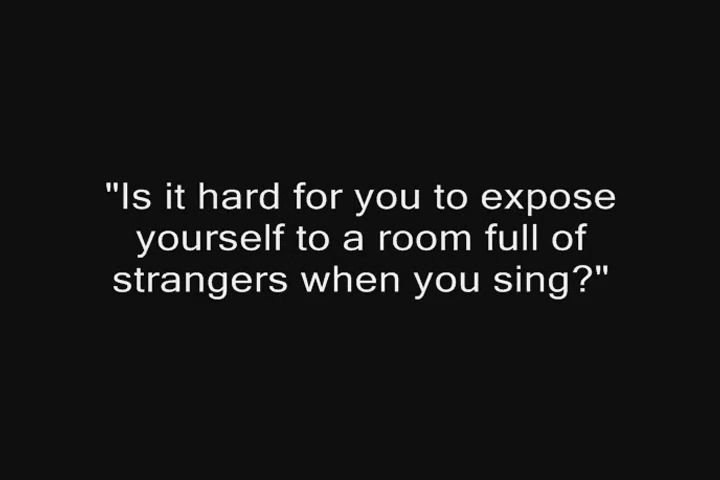 "Is it hard for you to expose
yourself to a room full of
strangers when you sing?"